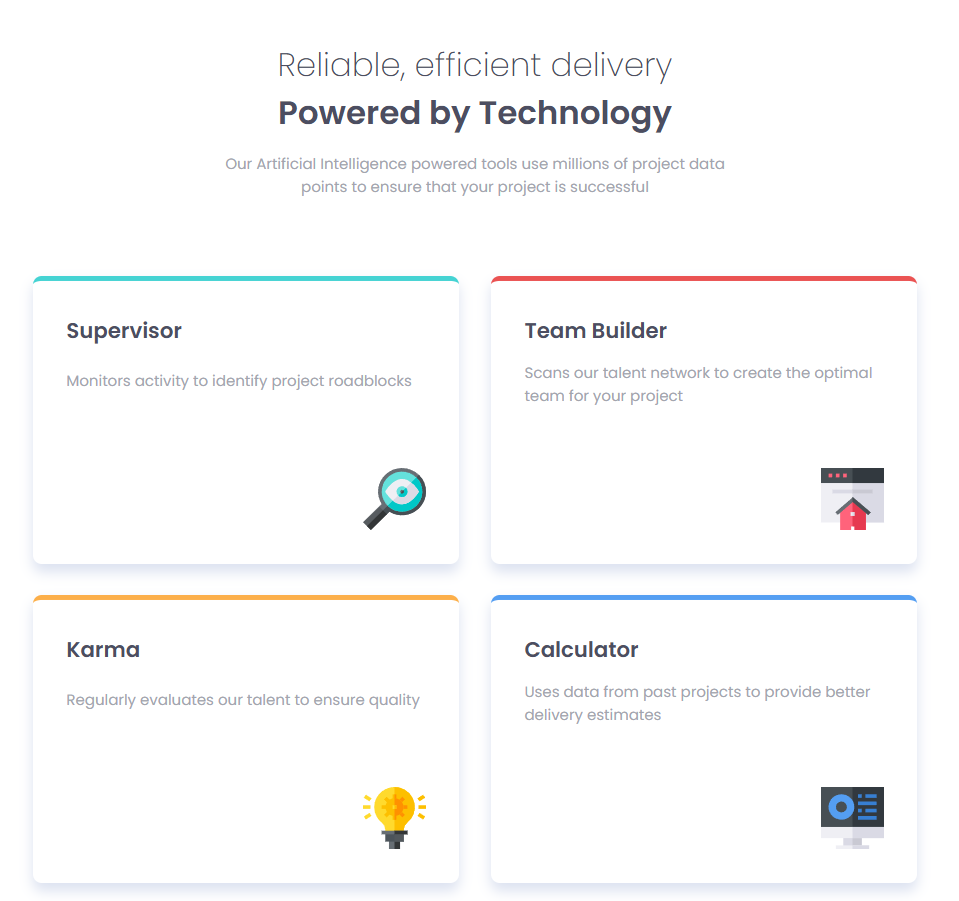 Reliable, efficient delivery
Powered by Technology
Our Artificial Intelligence powered tools use millions of project data
points to ensure that your project is successful
Supervisor
Monitors activity to identify project roadblocks
Team Builder
Scans our talent network to create the optimal
team for your project
Karma
Regularly evaluates our talent to ensure quality
Calculator
Uses data from past projects to provide better
delivery estimates